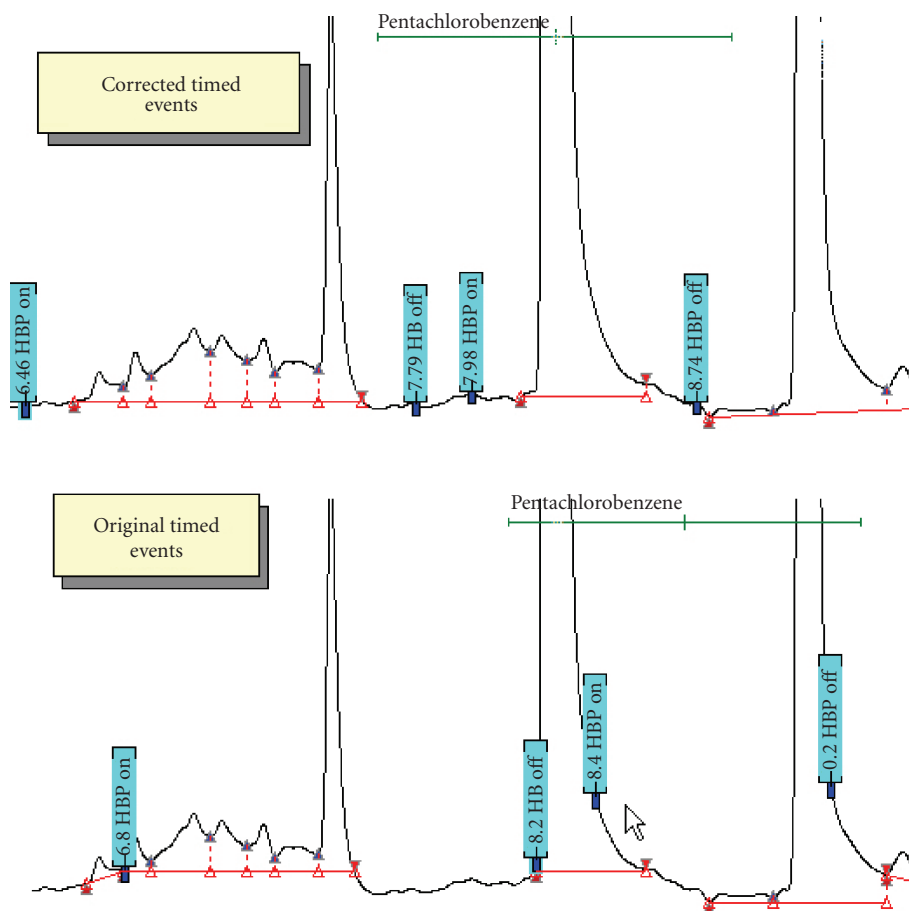 Pentachlorobenzene
Corrected timed
events
6.46 HBP on
7.79 HB off
7.98 HBP on
8.74 HBP off
Pentachlorobenzene
Original timed
events
6.8 HBP on
8.2 HB off
8.4 HBP on
0.2 HBP off